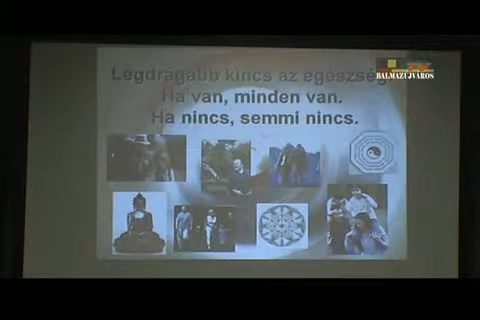 Legdrágább kincs az egészség.
Ha van, minden van.
Ha nincs, semmi nincs.
BALMAZÚJVÁROS